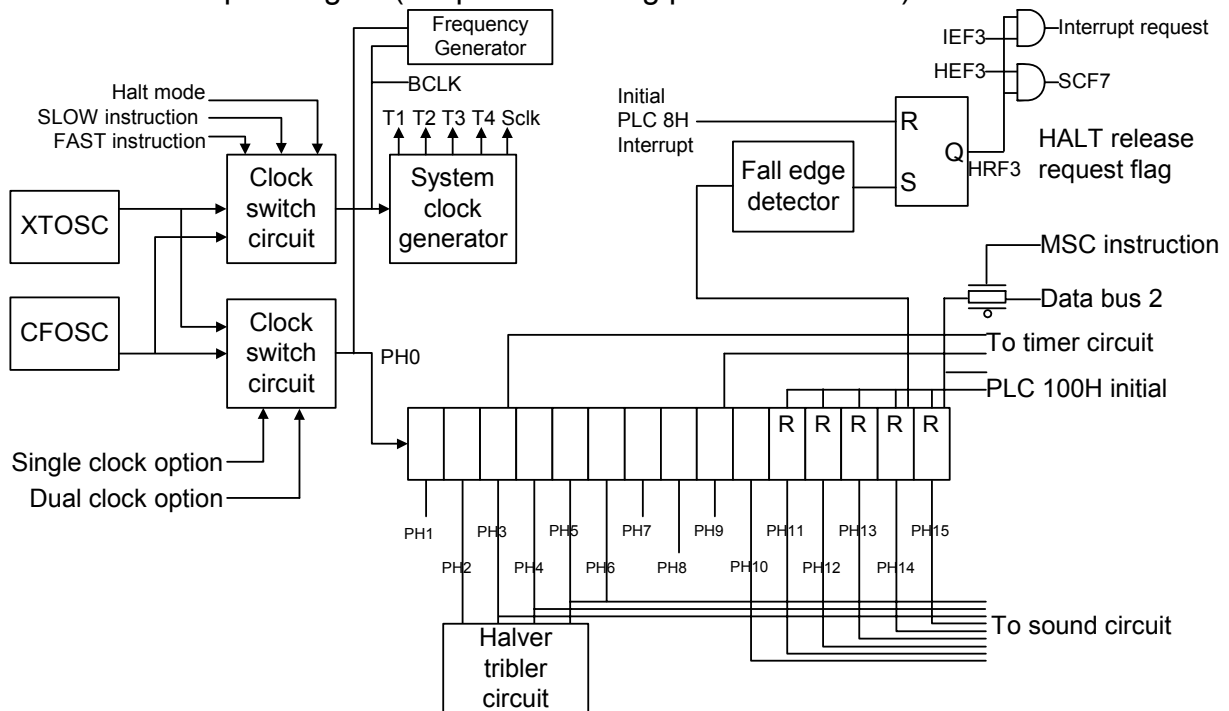 Frequency
Generator
BCLK
Halt mode
SLOW instruction
FAST instruction
T1 T2 T3 T4 Sclk
XTOSC
CFOSC
Clock
switch
circuit
System
clock
generator
Clock
switch
circuit
PH0
Single clock option
Dual clock option
Initial
PLC 8H
Interrupt
Fall edge
detector
R
S
Q
HRF3
IEF3
HEF3
Interrupt request
SCF7
HALT release
request flag
MSC instruction
Data bus 2
To timer circuit
PLC 100H initial
R R R R R
PH1
PH2
PH3
PH4
PH5
PH6
PH7
PH8
PH9
PH10
PH11
PH12
PH13
PH14
PH15
To sound circuit
Halver
tribler
circuit